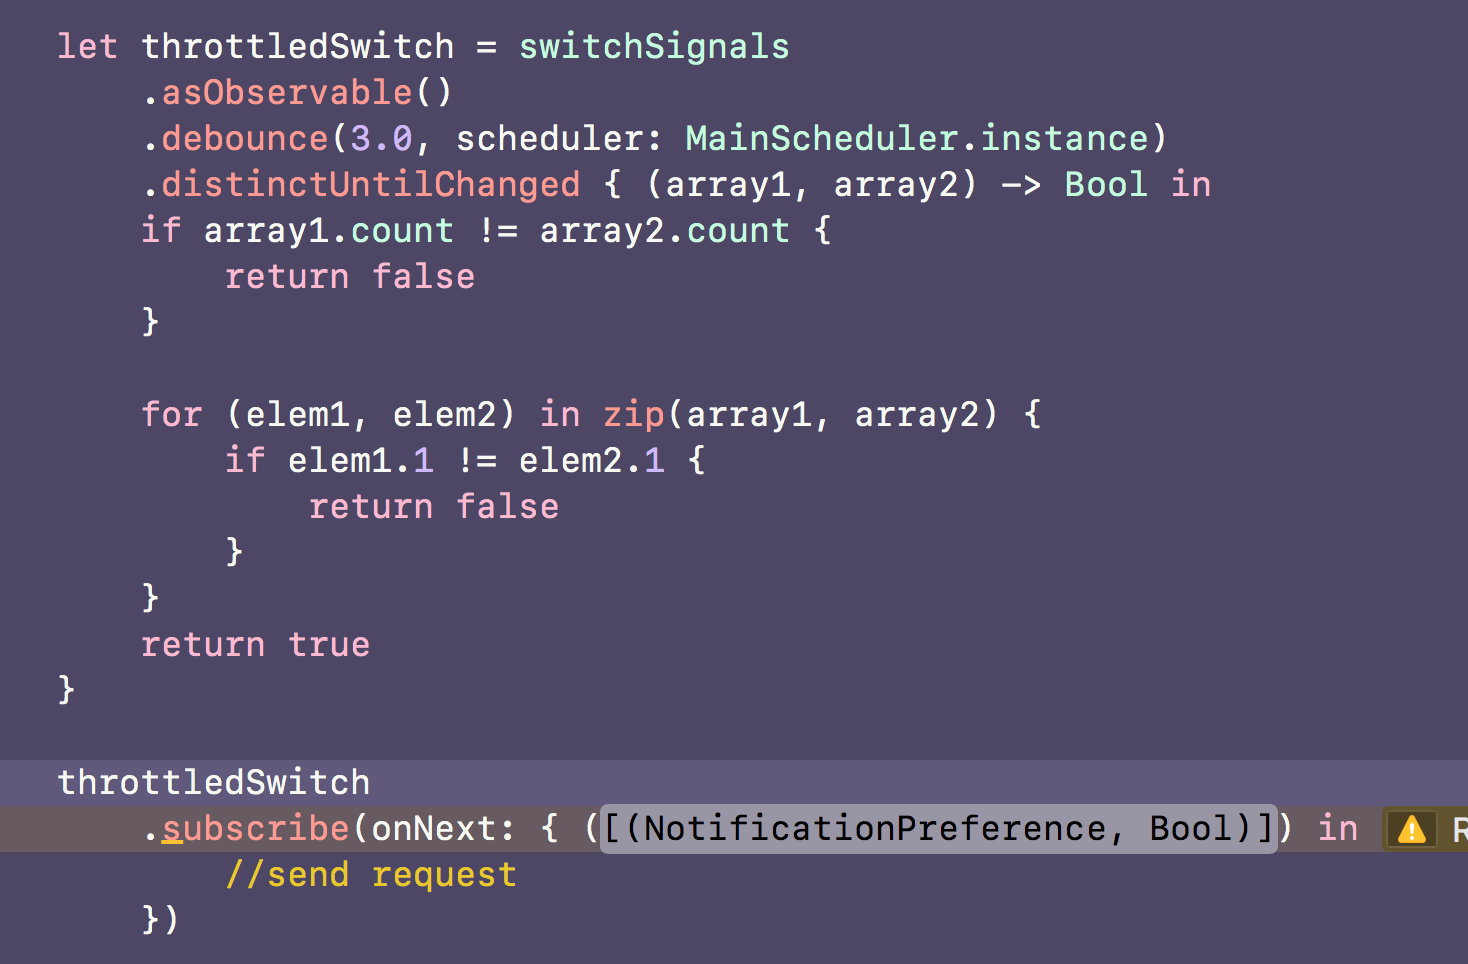 let throttledSwitch = switchSignals
.asObservable()
.debounce(3.0, scheduler: MainScheduler.instance)
.distinctUntilChanged { (array1, array2) -> Bool in
if array1.count != array2.count {
return false
}
for (elem1, elem2) in zip(array1, array2) {
if elem1.1 != elem2.1 {
return false
}
}
return true
}
throttledSwitch
.subscribe(onNext: { ([(NotificationPreference, Bool)]) in
//send request
})